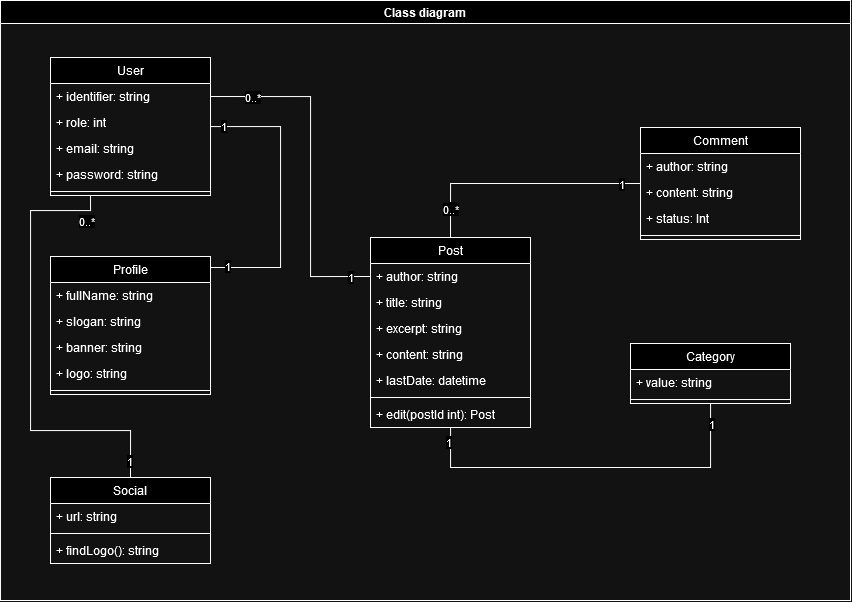 Class diagram
User
+ identifier: string
+ role: int
+ email: string
+ password: string
0..*
1
0..*
Profile
+ fullName: string
+ slogan: string
+ banner: string
+ logo: string
1
1
Social
+ url: string
+ findLogo(): string
Post
+ author: string
+ title: string
+ excerpt: string
+ content: string
+ lastDate: datetime
+ edit(postId int): Post
1
0..*
1
Comment
+ author: string
+ content: string
+ status: Int
1
Category
+ value: string
1